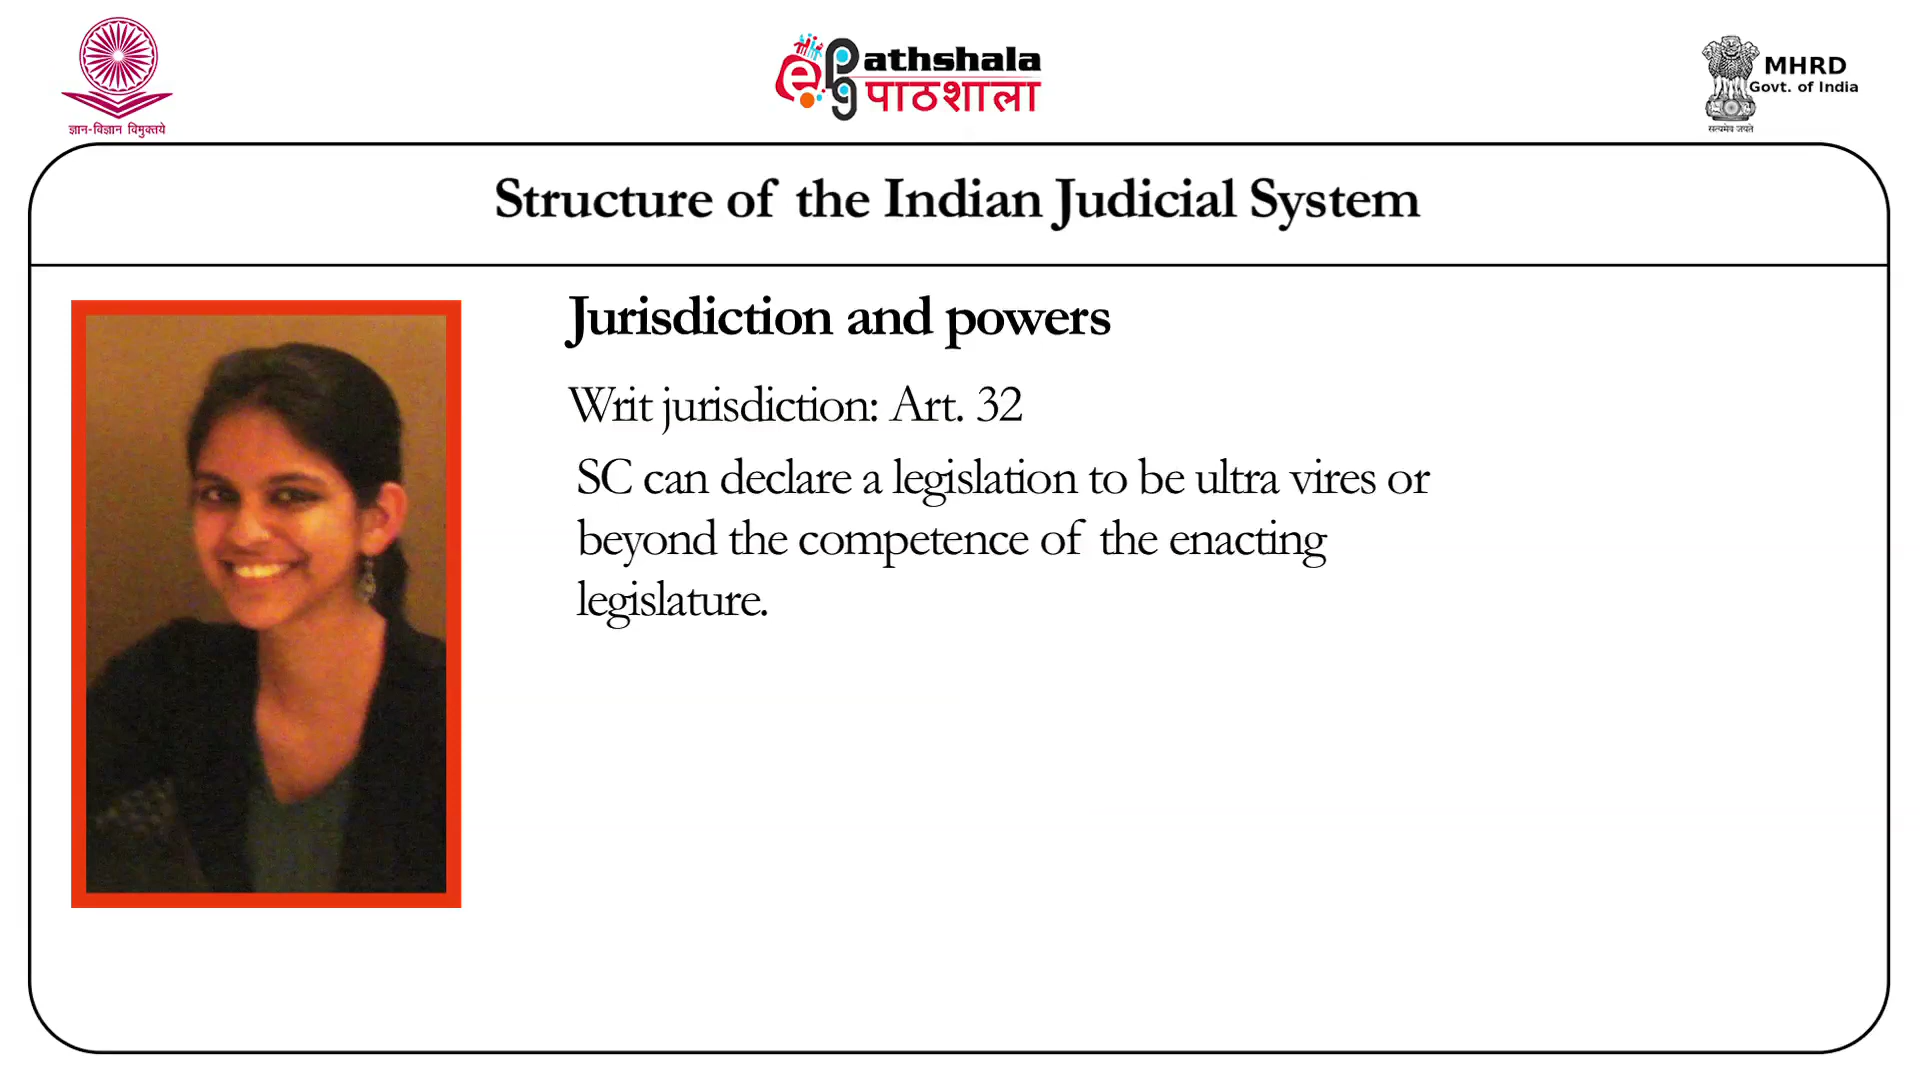 ज्ञान-विज्ञान विमुक्तये
e PG Pathshala
पाठशाला
MHRD
Govt. of India
सत्यमेव जयते
Structure of the Indian Judicial System
Jurisdiction and powers
Writ jurisdiction: Art. 32
SC can declare a legislation to be ultra vires or
beyond the competence of the enacting
legislature.